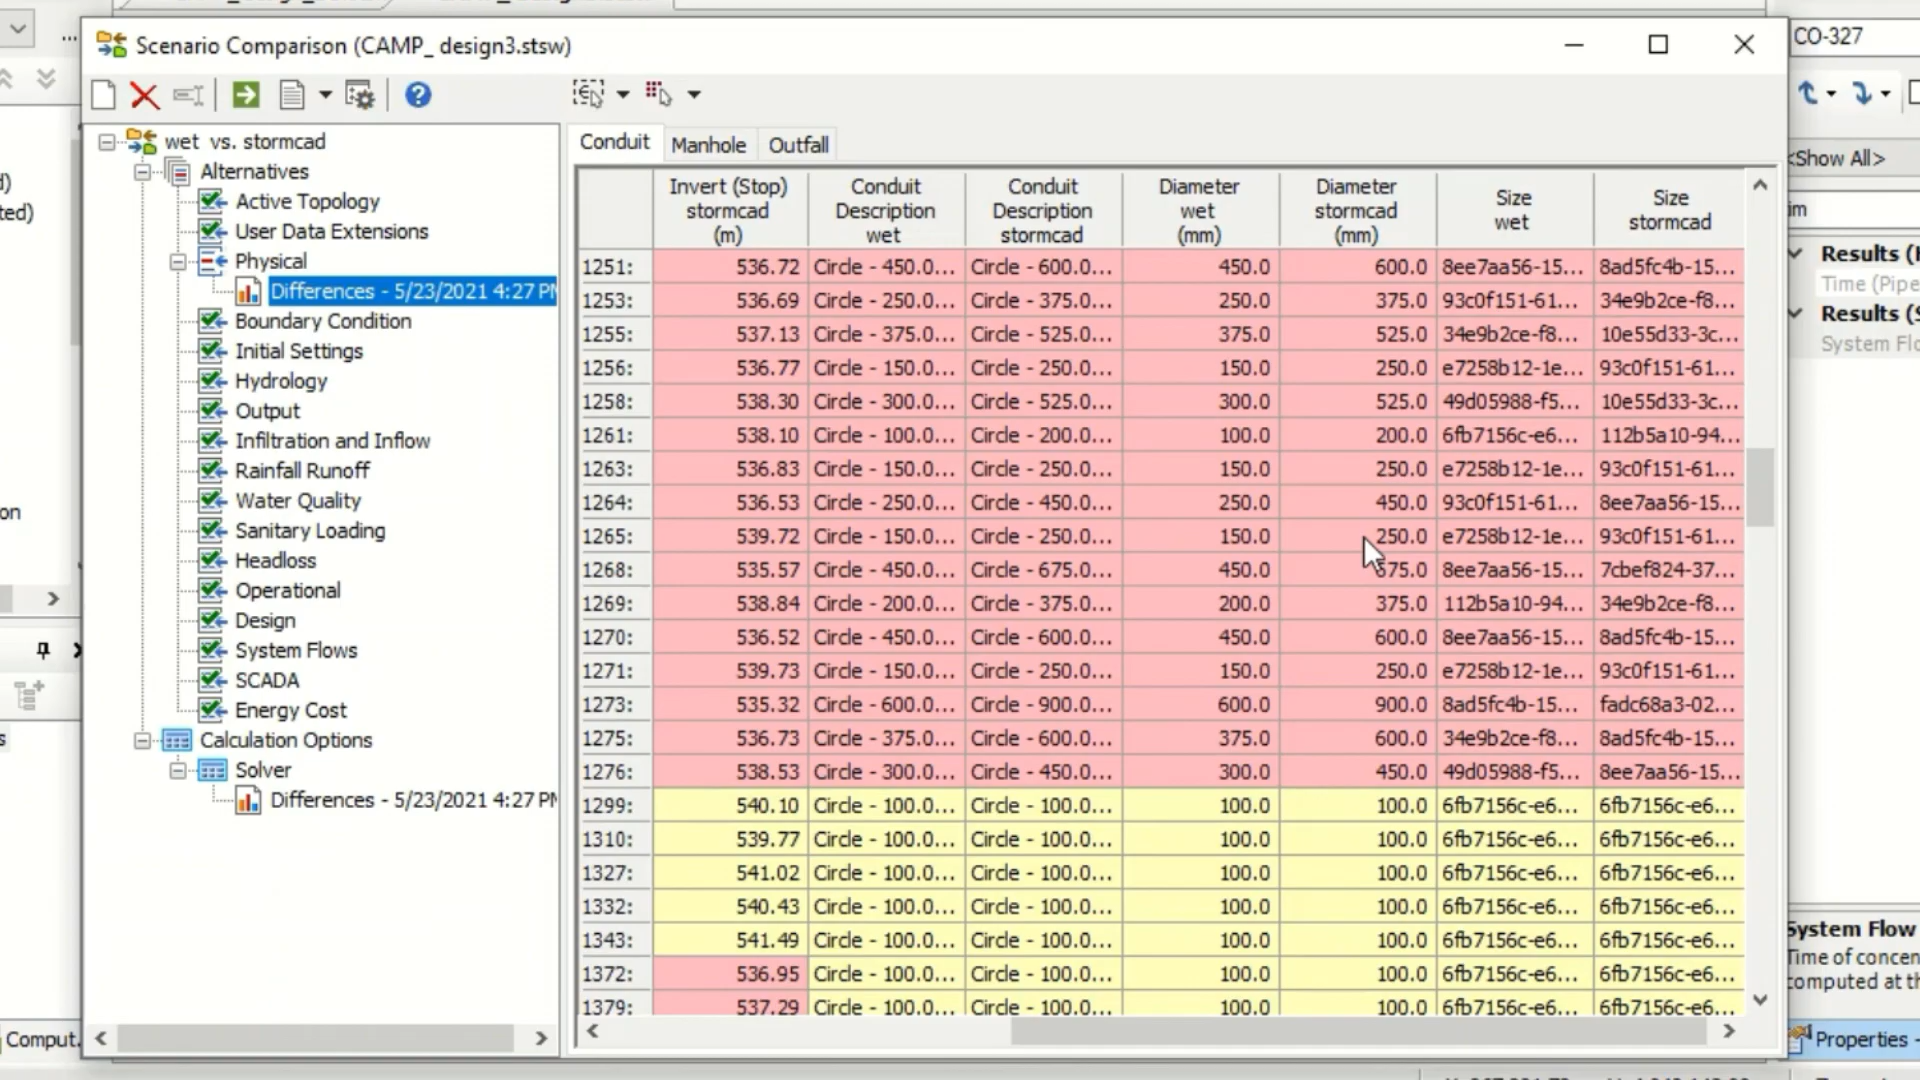 Scenario Comparison (CAMP_ design3.stsw)
CO-327
<Show All>
Conduit Manhole Outfall
wet vs. stormcad
Alternatives
Active Topology
User Data Extensions
Physical
Differences - 5/23/2021 4:27 PM
Boundary Condition
Initial Settings
Hydrology
Output
Infiltration and Inflow
Rainfall Runoff
Water Quality
Sanitary Loading
Headloss
Operational
Design
System Flows
SCADA
Energy Cost
Calculation Options
Solver
Differences - 5/23/2021 4:27 PM
Invert (Stop) stormcad (m) Conduit Description wet Conduit Description stormcad Diameter wet (mm) Diameter stormcad (mm) Size wet Size stormcad
1251: 536.72 Circle - 450.0... Circle - 600.0... 450.0 600.0 8ee7aa56-15... 8ad5fc4b-15...
1253: 536.69 Circle - 250.0... Circle - 375.0... 250.0 375.0 93c0f151-61... 34e9b2ce-f8...
1255: 537.13 Circle - 375.0... Circle - 525.0... 375.0 525.0 34e9b2ce-f8... 10e55d33-3c...
1256: 536.77 Circle - 150.0... Circle - 250.0... 150.0 250.0 e7258b12-1e... 93c0f151-61...
1258: 538.30 Circle - 300.0... Circle - 525.0... 300.0 525.0 49d05988-f5... 10e55d33-3c...
1261: 538.10 Circle - 100.0... Circle - 200.0... 100.0 200.0 6fb7156c-e6... 112b5a10-94...
1263: 536.83 Circle - 150.0... Circle - 250.0... 150.0 250.0 e7258b12-1e... 93c0f151-61...
1264: 536.53 Circle - 250.0... Circle - 450.0... 250.0 450.0 93c0f151-61... 8ee7aa56-15...
1265: 539.72 Circle - 150.0... Circle - 250.0... 150.0 250.0 e7258b12-1e... 93c0f151-61...
1268: 535.57 Circle - 450.0... Circle - 675.0... 450.0 675.0 8ee7aa56-15... 7cbef824-37...
1269: 538.84 Circle - 200.0... Circle - 375.0... 200.0 375.0 112b5a10-94... 34e9b2ce-f8...
1270: 536.52 Circle - 450.0... Circle - 600.0... 450.0 600.0 8ee7aa56-15... 8ad5fc4b-15...
1271: 539.73 Circle - 150.0... Circle - 250.0... 150.0 250.0 e7258b12-1e... 93c0f151-61...
1273: 535.32 Circle - 600.0... Circle - 900.0... 600.0 900.0 8ad5fc4b-15... fadc68a3-02...
1275: 536.73 Circle - 375.0... Circle - 600.0... 375.0 600.0 34e9b2ce-f8... 8ad5fc4b-15...
1276: 538.53 Circle - 300.0... Circle - 450.0... 300.0 450.0 49d05988-f5... 8ee7aa56-15...
1299: 540.10 Circle - 100.0... Circle - 100.0... 100.0 100.0 6fb7156c-e6... 6fb7156c-e6...
1310: 539.77 Circle - 100.0... Circle - 100.0... 100.0 100.0 6fb7156c-e6... 6fb7156c-e6...
1327: 541.02 Circle - 100.0... Circle - 100.0... 100.0 100.0 6fb7156c-e6... 6fb7156c-e6...
1332: 540.43 Circle - 100.0... Circle - 100.0... 100.0 100.0 6fb7156c-e6... 6fb7156c-e6...
1343: 541.49 Circle - 100.0... Circle - 100.0... 100.0 100.0 6fb7156c-e6... 6fb7156c-e6...
1372: 536.95 Circle - 100.0... Circle - 100.0... 100.0 100.0 6fb7156c-e6... 6fb7156c-e6...
1379: 537.29 Circle - 100.0... Circle - 100.0... 100.0 100.0 6fb7156c-e6... 6fb7156c-e6...
Results (
Time (Pipe
Results (
System Flo
System Flow
Time of concen
computed at th
Comput.
Properties -